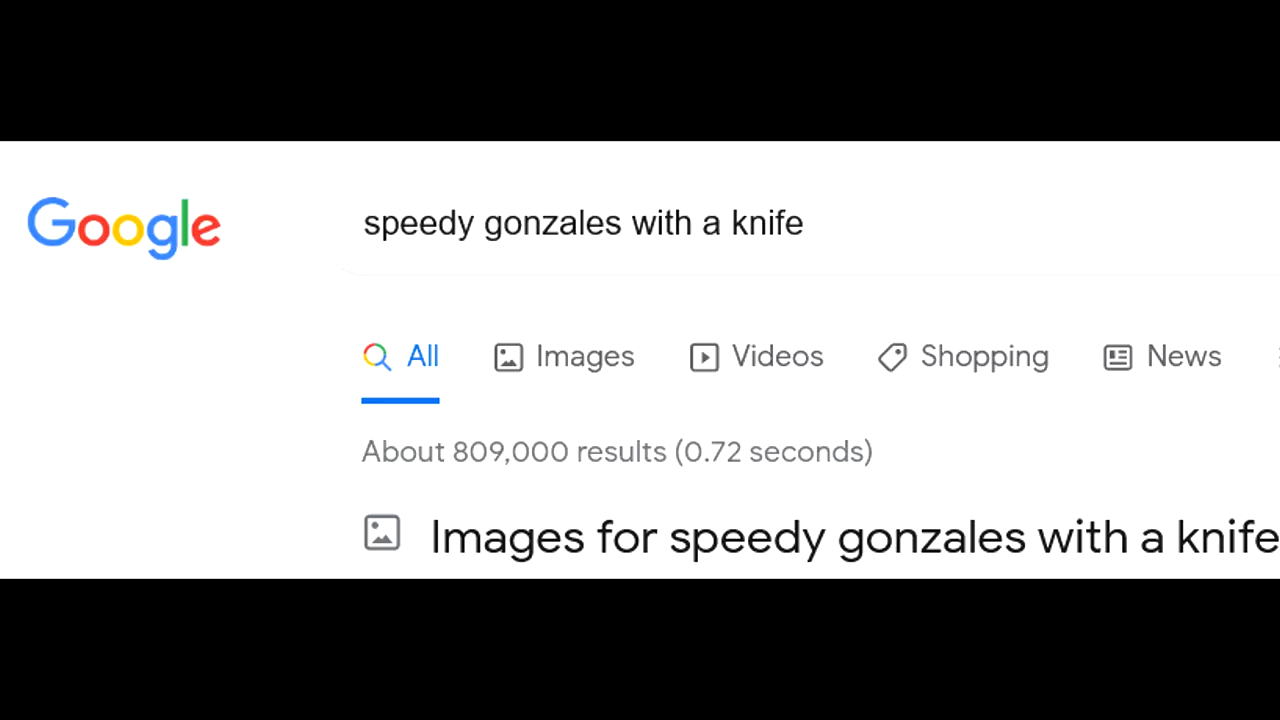 Google
speedy gonzales with a knife
All Images Videos Shopping News
About 809,000 results (0.72 seconds)
Images for speedy gonzales with a knife